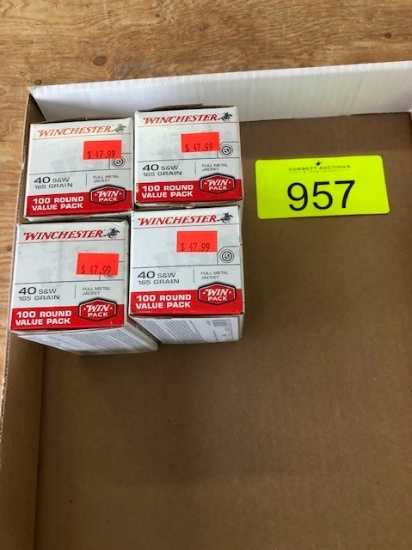 WINCHESTER
$ 47.99
40 S&W
165 GRAIN
FULL METAL
JACKET
100 ROUND
VALUE PACK
WIN
PACK
WINCHESTER
$ 47.99
40 S&W
165 GRAIN
FULL METAL
JACKET
100 ROUND
VALUE PACK
WIN
PACK
CORBETT AUCTIONS
957
WINCHESTER
$ 47.99
40 S&W
165 GRAIN
FULL METAL
JACKET
100 ROUND
VALUE PACK
WIN
PACK
WINCHESTER
$ 47.99
40 S&W
165 GRAIN
FULL METAL
JACKET
100 ROUND
VALUE PACK
WIN
PACK